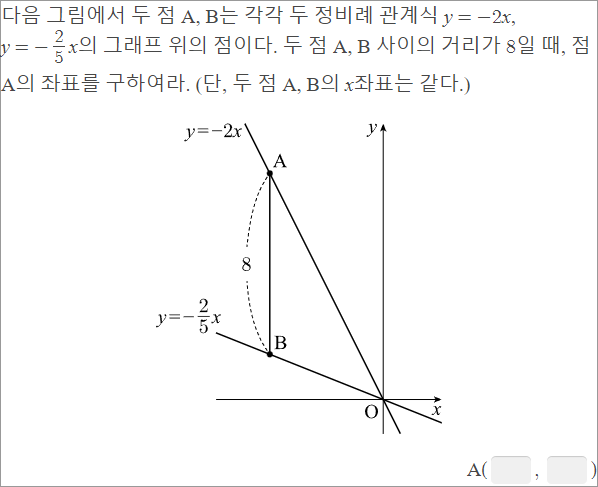 다음 그림에서 두 점 A, B는 각각 두 정비례 관계식 y = −2x,
y = −2/5 x의 그래프 위의 점이다. 두 점 A, B 사이의 거리가 8일 때, 점
A의 좌표를 구하여라. (단, 두 점 A, B의 x좌표는 같다.)
y=−2x
y
A
8
y=−2/5 x
B
O
x
A( , )